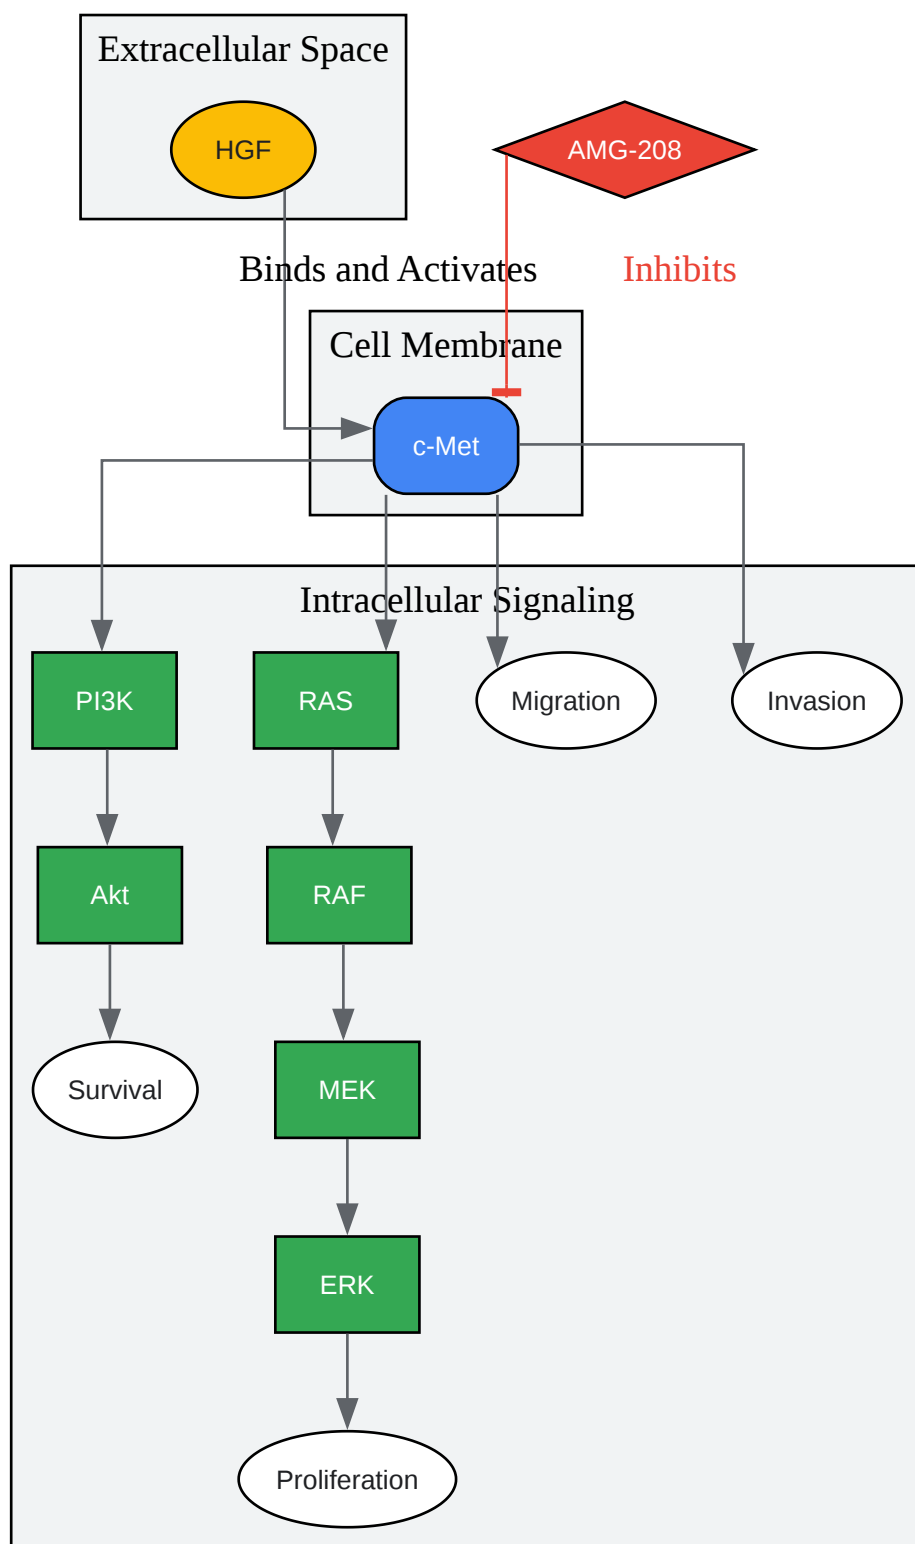 Extracellular Space
HGF
AMG-208
Binds and Activates
Inhibits
Cell Membrane
c-Met
Intracellular Signaling
PI3K
RAS
Migration
Invasion
Akt
RAF
Survival
MEK
ERK
Proliferation